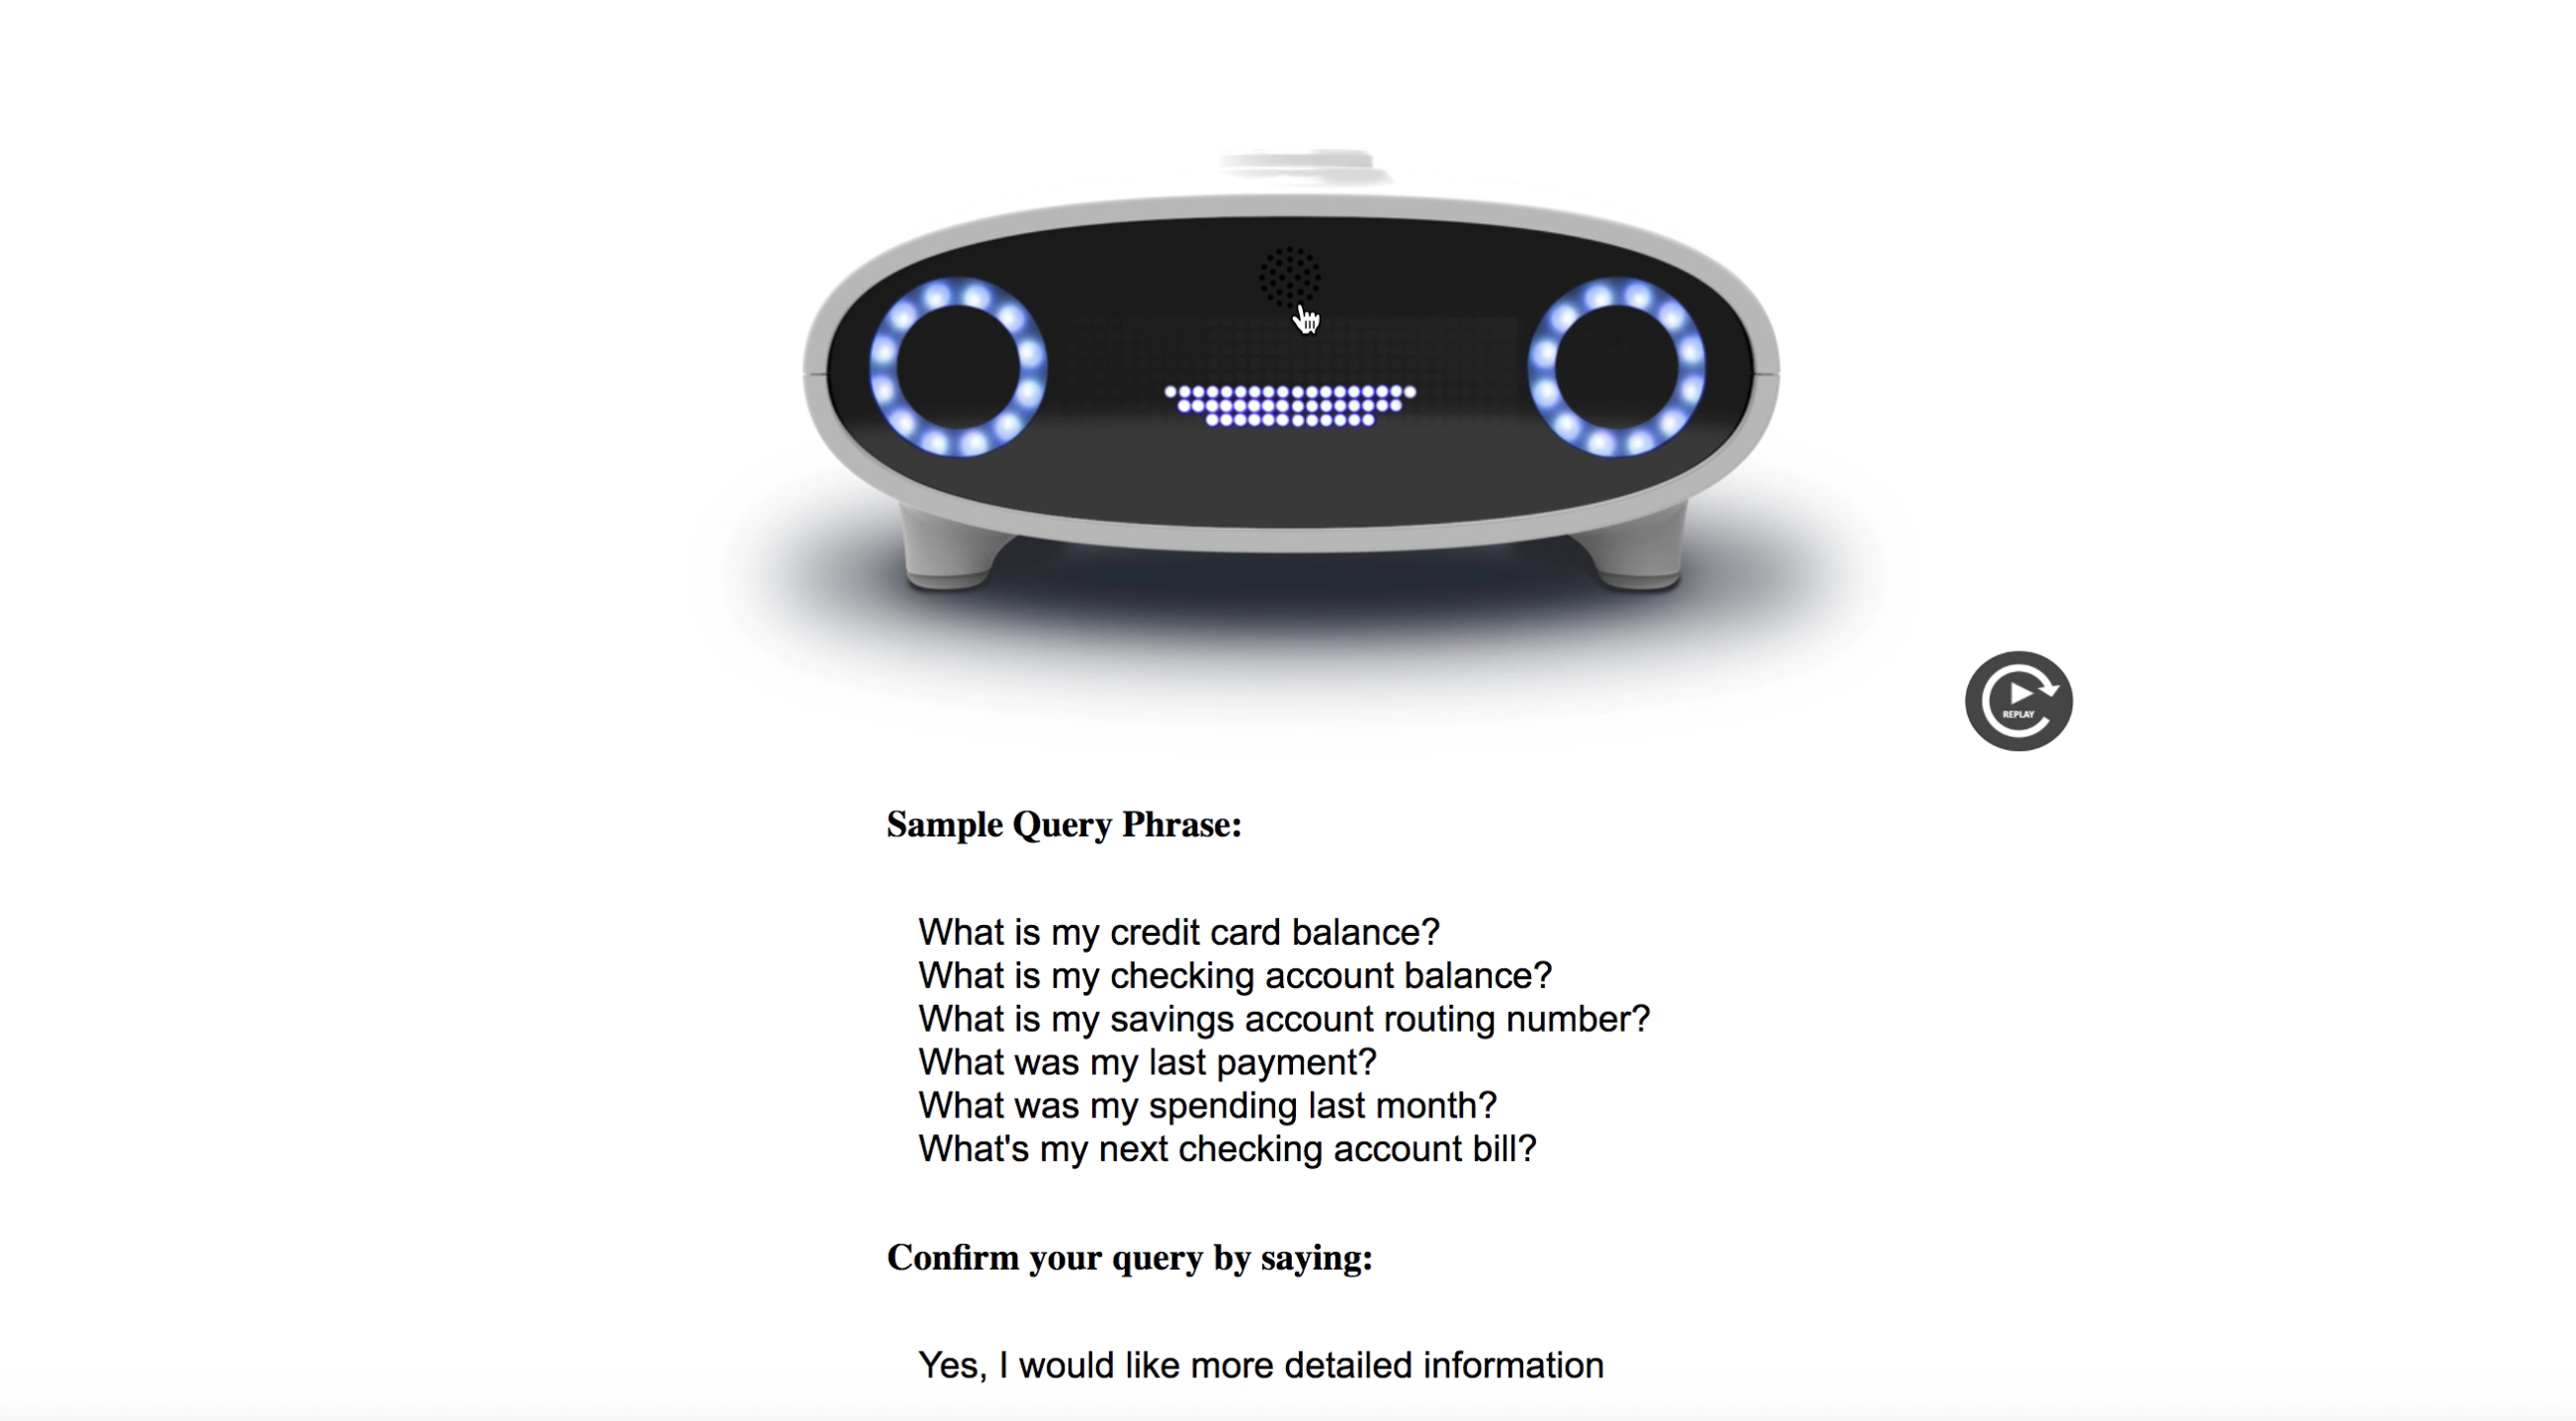 REPLAY
Sample Query Phrase:
What is my credit card balance?
What is my checking account balance?
What is my savings account routing number?
What was my last payment?
What was my spending last month?
What's my next checking account bill?
Confirm your query by saying:
Yes, I would like more detailed information